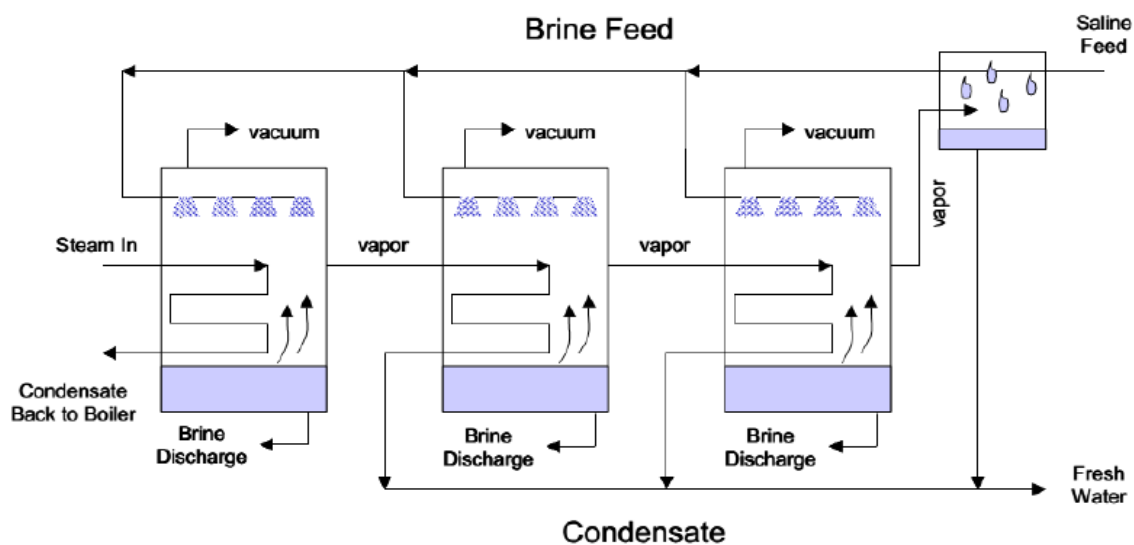 Brine Feed
Saline
Feed
vacuum
vacuum
vacuum
vapor
Steam In
vapor
vapor
Condensate
Back to Boiler
Brine
Discharge
Brine
Discharge
Brine
Discharge
Fresh
Water
Condensate